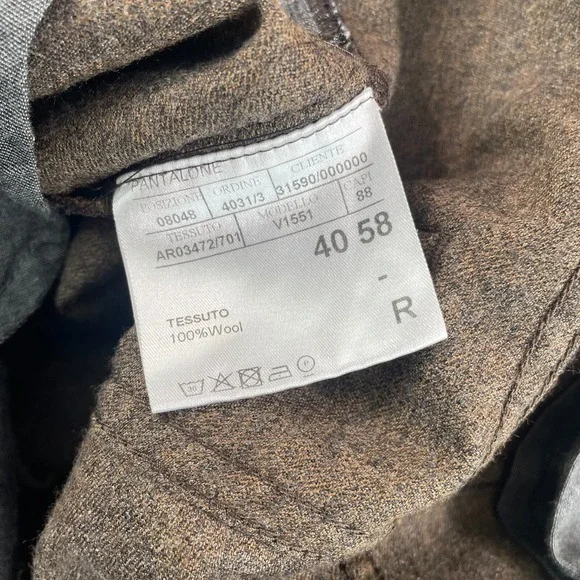 PANTALONE
POSIZIONE ORDINE CLIENTE
08048 4031/3 31590/000000
TESSUTO MODELLO CAPI
AR03472/701 V1551 88
40 58
-
R
TESSUTO
100%Wool
30